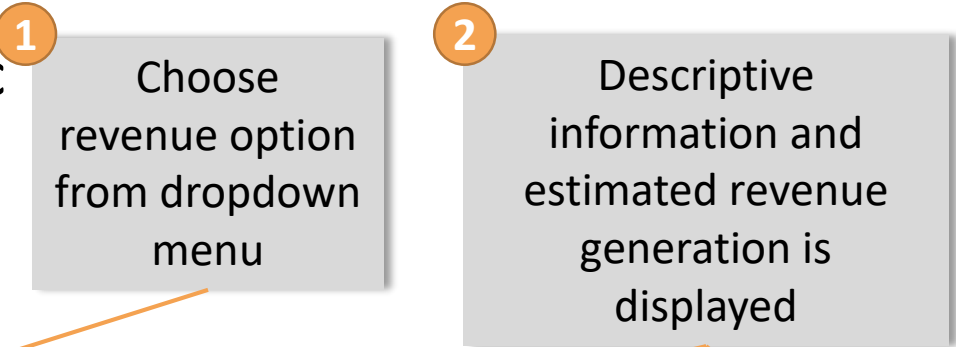 1
Choose
revenue option
from dropdown
menu
2
Descriptive
information and
estimated revenue
generation is
displayed